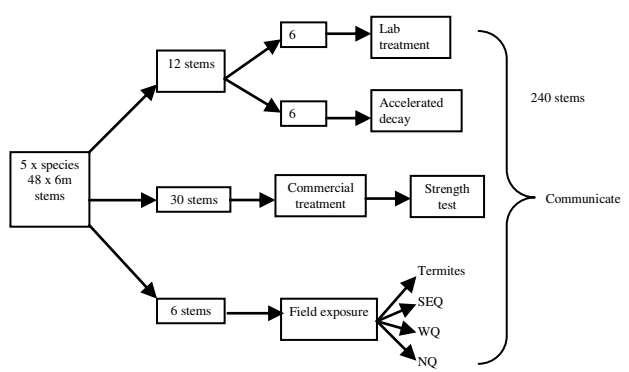 5 x species
48 x 6m
stems
12 stems
6
Lab
treatment
6
Accelerated
decay
30 stems
Commercial
treatment
Strength
test
6 stems
Field exposure
Termites
SEQ
WQ
NQ
240 stems
Communicate